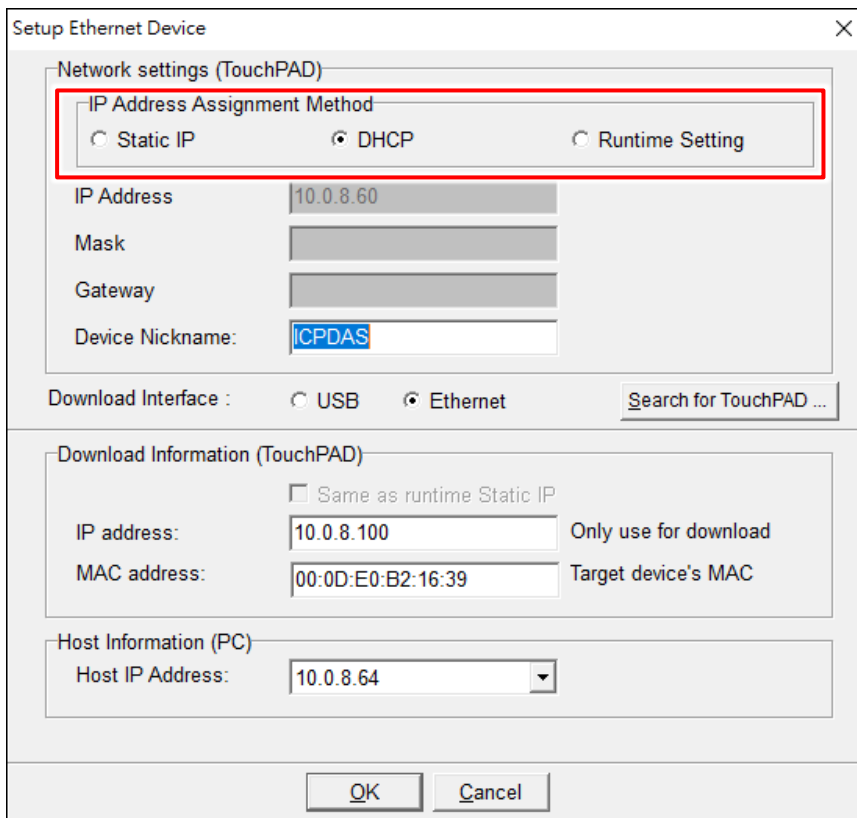 Setup Ethernet Device
Network settings (TouchPAD)
IP Address Assignment Method
Static IP DHCP Runtime Setting
IP Address 10.0.8.60
Mask
Gateway
Device Nickname: ICPDAS
Download Interface : USB Ethernet Search for TouchPAD ...
Download Information (TouchPAD)
Same as runtime Static IP
IP address: 10.0.8.100 Only use for download
MAC address: 00:0D:E0:B2:16:39 Target device's MAC
Host Information (PC)
Host IP Address: 10.0.8.64
OK Cancel